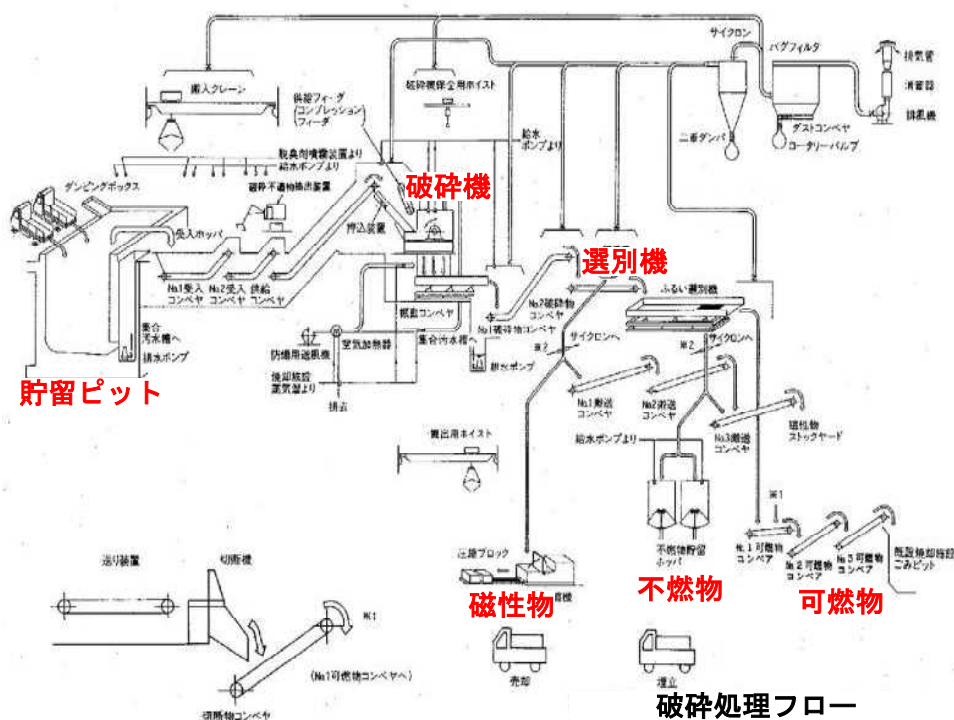 サイクロン
バグフィルタ
排気管
消音器
排風機
搬入クレーン
供給フィーダ
(コンプレッション)
フィーダ
破砕機保全用ホイスト
二重ダンパ
ダストコンベヤ
ロータリーバルブ
給水
ポンプより
脱臭剤噴霧装置より
給水ポンプより
ダンピングボックス
破砕不適物搬出装置
破砕機
受入ホッパ
押込装置
選別機
No.1受入
コンベヤ
No.2受入
コンベヤ
供給
コンベヤ
振動コンベヤ
No.1破砕物コンベヤ
No.2破砕物
コンベヤ
ふるい選別機
集合
汚水槽へ
排水ポンプ
防爆用送風機
空気加熱器
集合汚水槽へ
排水ポンプ
※2
サイクロンへ
※2
サイクロンへ
貯留ピット
焼却施設
蒸気溜より
No.1搬送
コンベヤ
No.2搬送
コンベヤ
No.3搬送
コンベヤ
磁性物
ストックヤード
搬出用ホイスト
給水ポンプより
※1
圧縮ブロック
不燃物貯留
ホッパ
No.1可燃物
コンベア
No.2可燃物
コンベア
No.3可燃物
コンベア
既設焼却施設
ごみピット
磁性物
不燃物
可燃物
送り装置
切断機
※1
(No.1可燃物コンベヤへ)
切断物コンベヤ
売却
埋立
破砕処理フロー